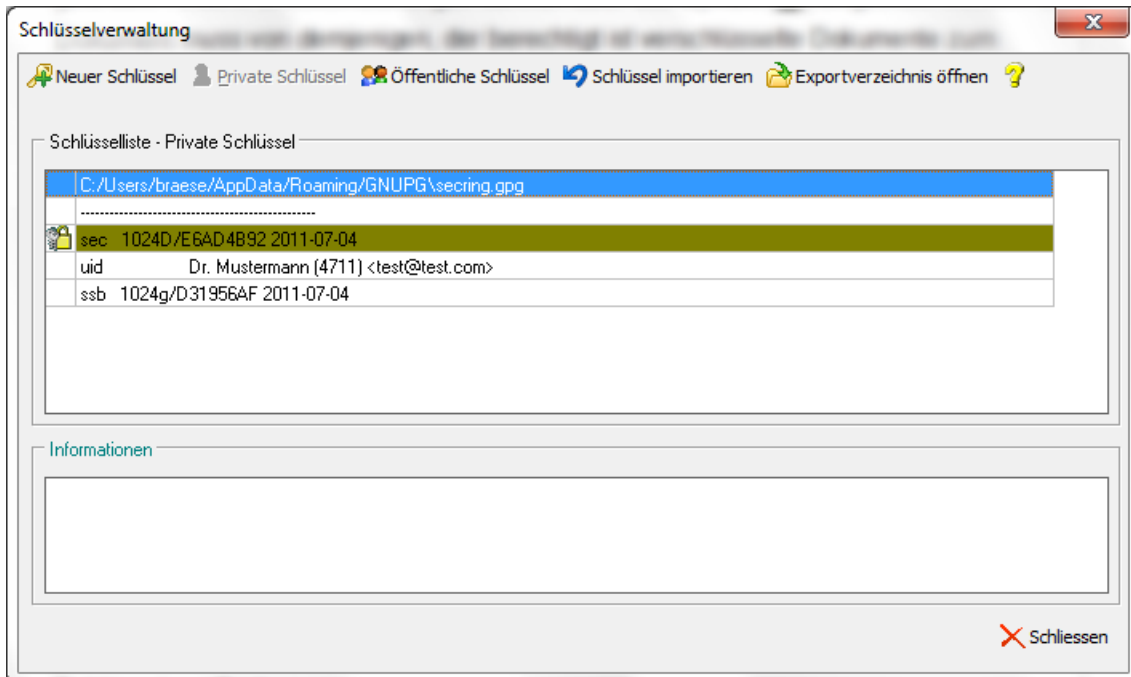 Schlüsselverwaltung
Neuer Schlüssel Private Schlüssel Öffentliche Schlüssel Schlüssel importieren Exportverzeichnis öffnen
Schlüsselliste - Private Schlüssel
C:/Users/braese/AppData/Roaming/GNUPG\secring.gpg
------------------------------------------------
sec 1024D/E6AD4B92 2011-07-04
uid Dr. Mustermann (4711) <test@test.com>
ssb 1024g/D31956AF 2011-07-04
Informationen
Schliessen